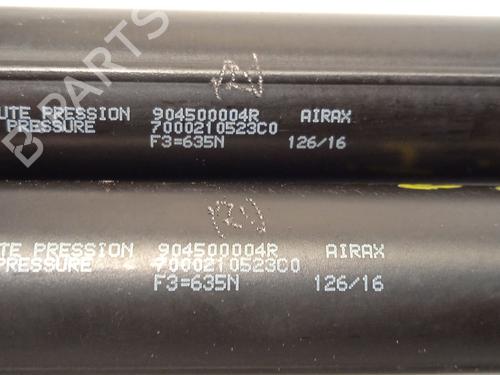 B PARTS
UTE PRESSION 904500004R AIRAX
PRESSURE 7000210523C0
F3=635N 126/16
TE PRESSION 904500004R AIRAX
PRESSURE 7000210523C0
F3=635N 126/16